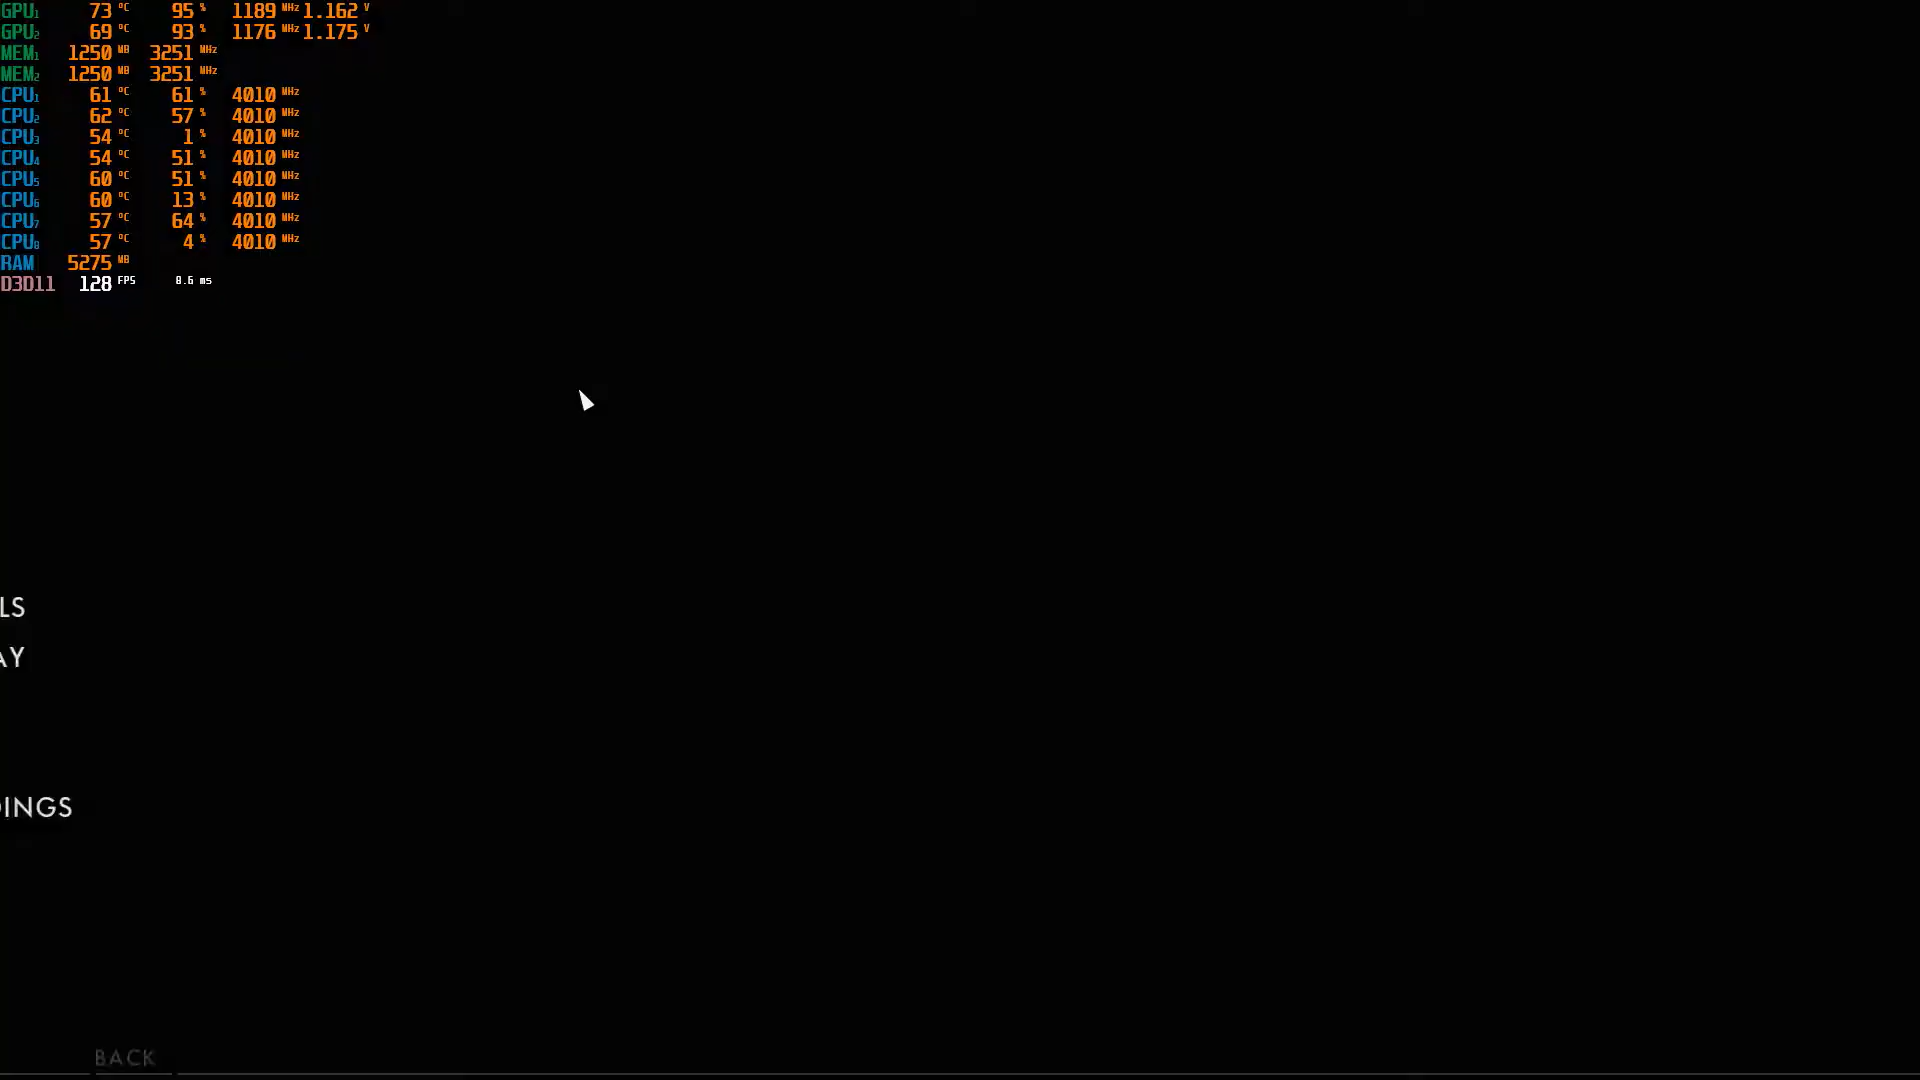 GPU1 73 °C 95 % 1189 MHz 1.162 V
GPU2 69 °C 93 % 1176 MHz 1.175 V
MEM1 1250 MB 3251 MHz
MEM2 1250 MB 3251 MHz
CPU1 61 °C 61 % 4010 MHz
CPU2 62 °C 57 % 4010 MHz
CPU3 54 °C 1 % 4010 MHz
CPU4 54 °C 51 % 4010 MHz
CPU5 60 °C 51 % 4010 MHz
CPU6 60 °C 13 % 4010 MHz
CPU7 57 °C 64 % 4010 MHz
CPU8 57 °C 4 % 4010 MHz
RAM 5275 MB
D3D11 128 FPS 8.6 ms
LS
AY
DINGS
BACK